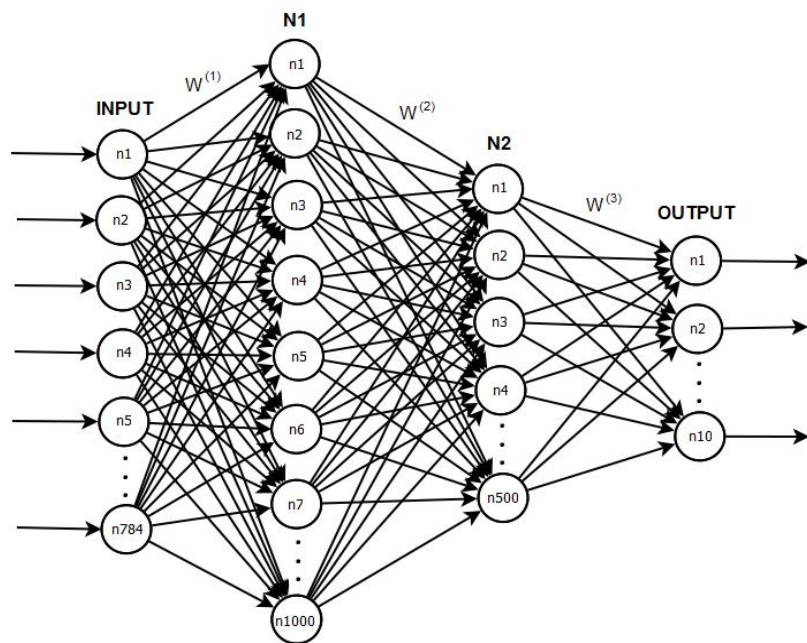 N1
W(1)
INPUT
n1
n2
n3
n4
n5
n784
n1
n2
n3
n4
n5
n6
n7
n1000
W(2)
N2
n1
n2
n3
n4
n500
W(3)
OUTPUT
n1
n2
n10